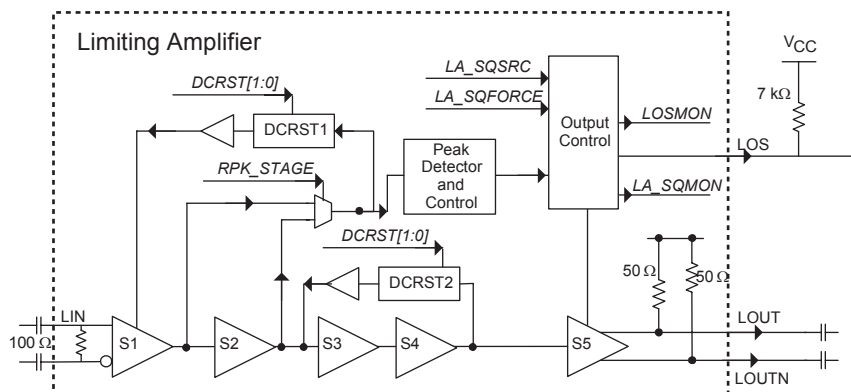 Limiting Amplifier
V_CC
DCRST[1:0]
LA_SQSRC
LA_SQFORCE
7 kΩ
DCRST1
Output
Control
LOSMON
LOS
Peak
Detector
and
Control
RPK_STAGE
LA_SQMON
DCRST[1:0]
DCRST2
50 Ω
50 Ω
LIN
100 Ω
S1
S2
S3
S4
S5
LOUT
LOUTN